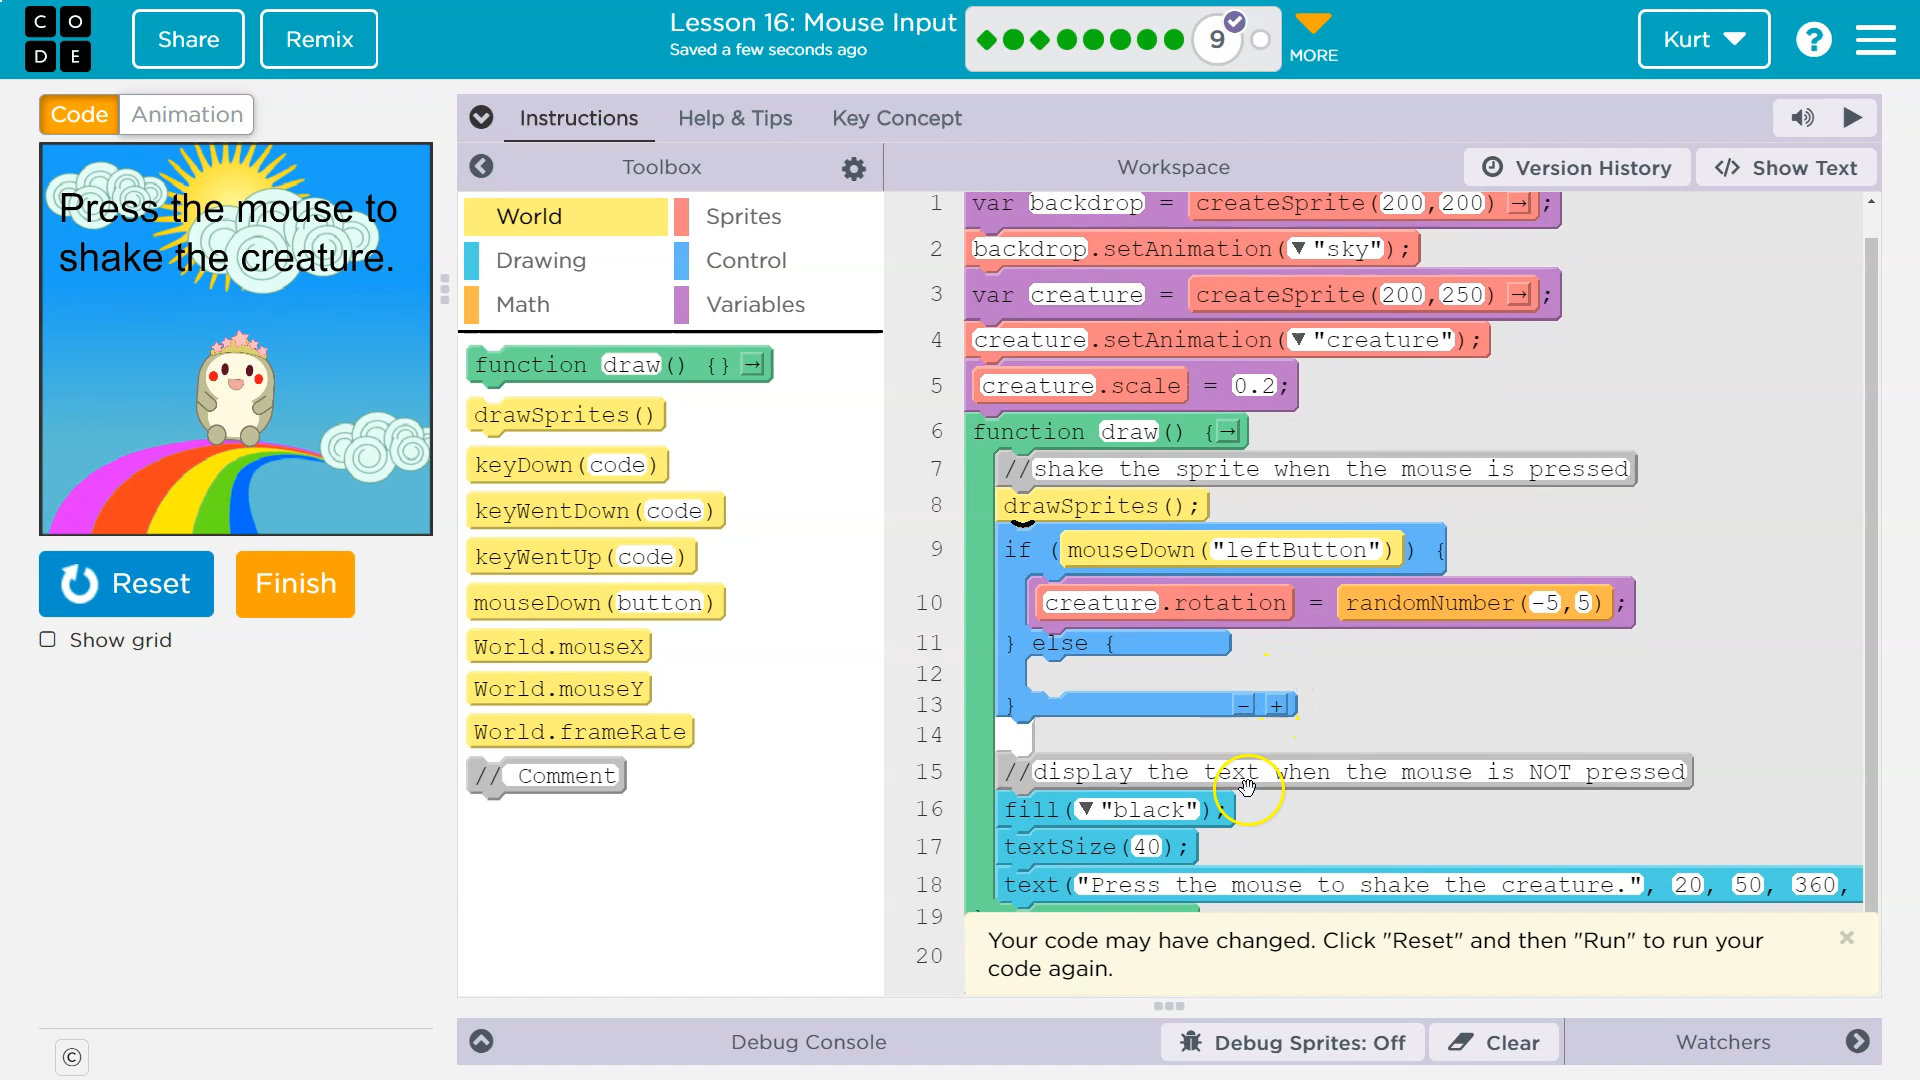 C O D E
Share
Remix
Lesson 16: Mouse Input
Saved a few seconds ago
9
MORE
Kurt
?
Code
Animation
Instructions
Help & Tips
Key Concept
Toolbox
Workspace
Version History
</> Show Text
Press the mouse to
shake the creature.
Reset
Finish
Show grid
World
Sprites
Drawing
Control
Math
Variables
function draw() {} →
drawSprites()
keyDown(code)
keyWentDown(code)
keyWentUp(code)
mouseDown(button)
World.mouseX
World.mouseY
World.frameRate
// Comment
1 var backdrop = createSprite(200,200) → ;
2 backdrop.setAnimation(▼ "sky");
3 var creature = createSprite(200,250) → ;
4 creature.setAnimation(▼ "creature");
5 creature.scale = 0.2;
6 function draw() { →
7 //shake the sprite when the mouse is pressed
8 drawSprites();
9 if (mouseDown("leftButton")) {
10 creature.rotation = randomNumber(-5,5);
11 } else {
12
13 } - +
14
15 //display the text when the mouse is NOT pressed
16 fill(▼ "black");
17 textSize(40);
18 text("Press the mouse to shake the creature.", 20, 50, 360,
19
20
Your code may have changed. Click "Reset" and then "Run" to run your
code again.
×
Debug Console
Debug Sprites: Off
Clear
Watchers
©